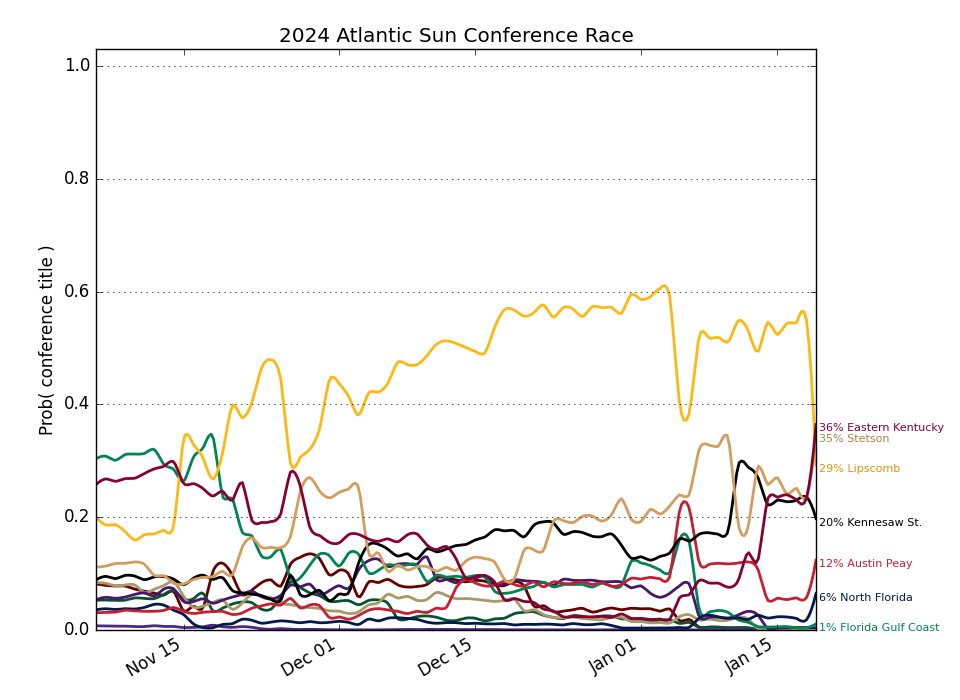 2024 Atlantic Sun Conference Race
Prob( conference title )
1.0
0.8
0.6
0.4
0.2
0.0
36% Eastern Kentucky
35% Stetson
29% Lipscomb
20% Kennesaw St.
12% Austin Peay
6% North Florida
1% Florida Gulf Coast
Nov 15
Dec 01
Dec 15
Jan 01
Jan 15